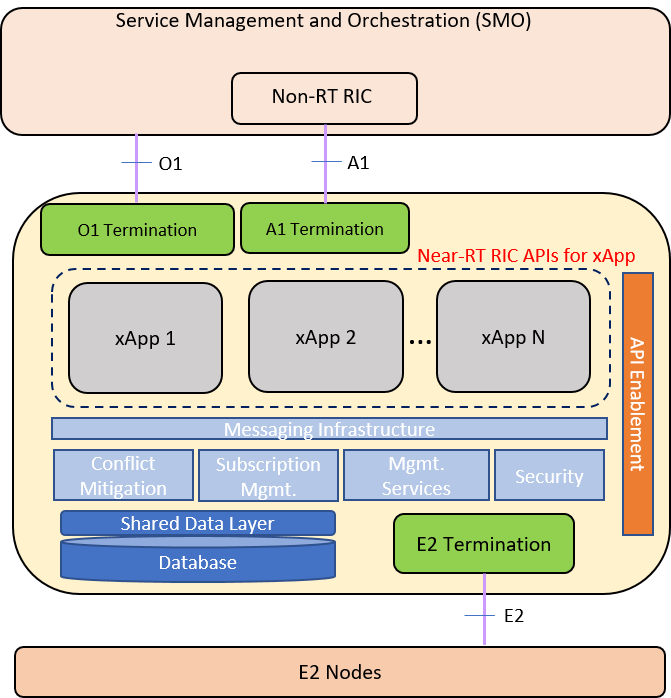 Service Management and Orchestration (SMO)
Non-RT RIC
O1
A1
O1 Termination
A1 Termination
Near-RT RIC APIs for xApp
xApp 1
xApp 2
...
xApp N
API Enablement
Messaging Infrastructure
Conflict
Mitigation
Subscription
Mgmt.
Mgmt.
Services
Security
Shared Data Layer
Database
E2 Termination
E2
E2 Nodes